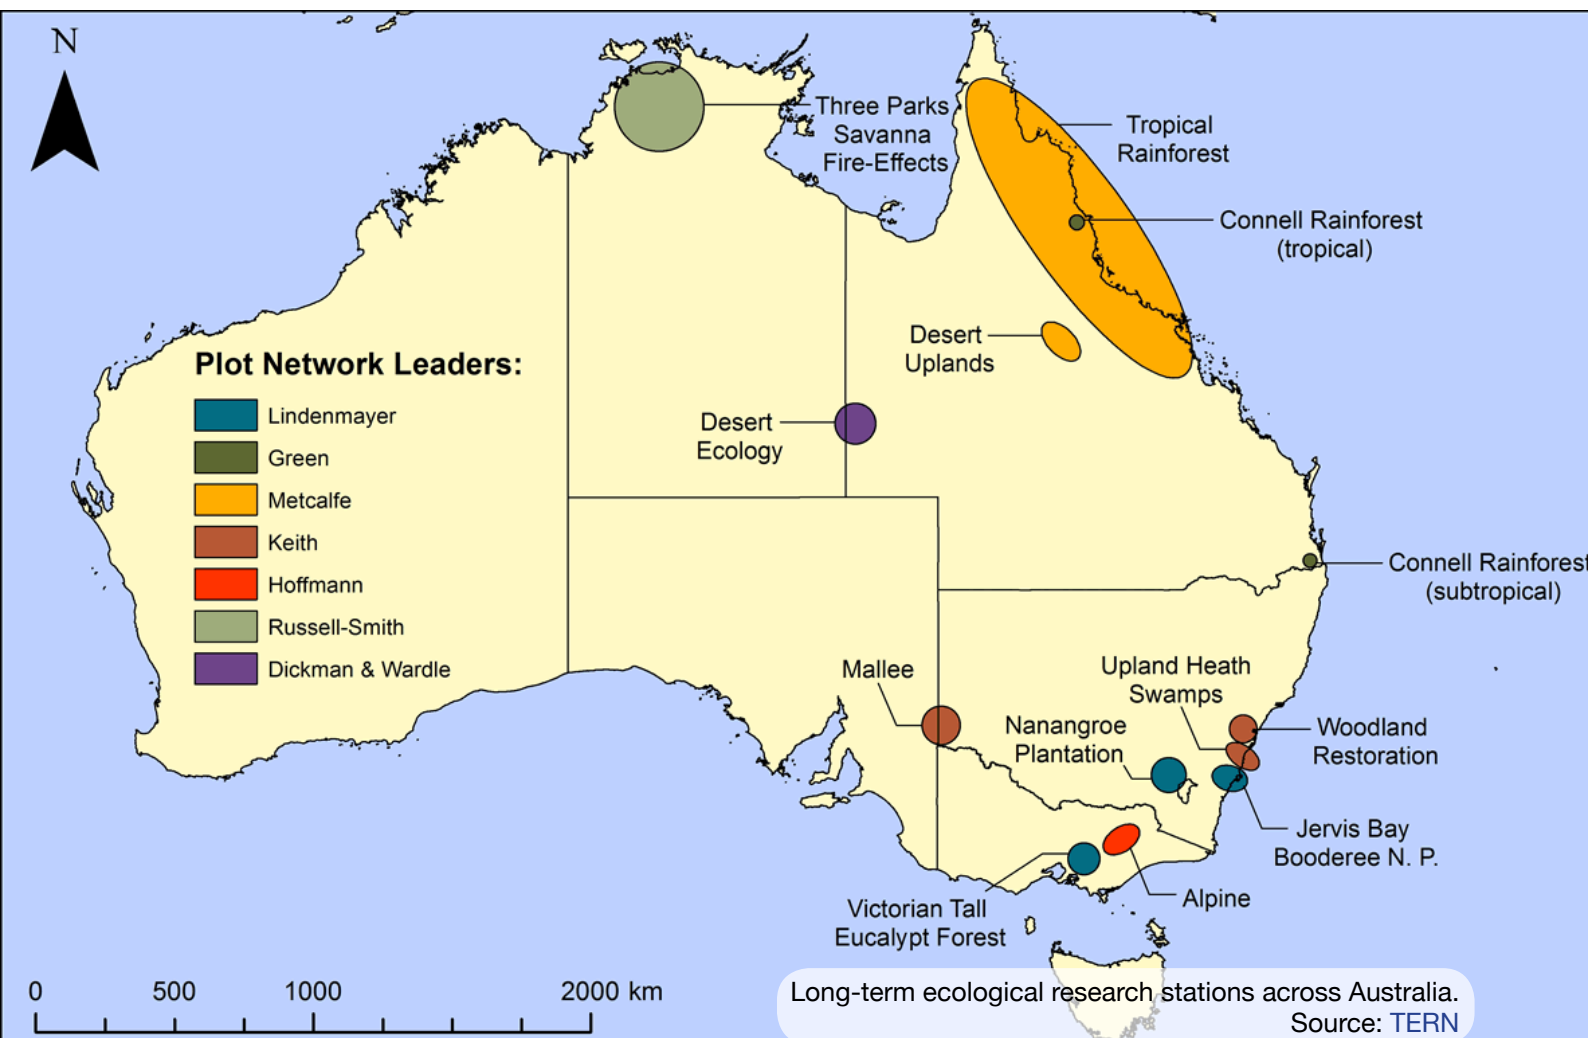 N
Three Parks
Savanna
Fire-Effects
Tropical
Rainforest
Connell Rainforest
(tropical)
Desert
Uplands
Plot Network Leaders:
Lindenmayer
Green
Metcalfe
Keith
Hoffmann
Russell-Smith
Dickman & Wardle
Desert
Ecology
Connell Rainforest
(subtropical)
Mallee
Upland Heath
Swamps
Nanangroe
Plantation
Woodland
Restoration
Jervis Bay
Booderee N. P.
Alpine
Victorian Tall
Eucalypt Forest
0 500 1000 2000 km
Long-term ecological research stations across Australia.
Source: TERN